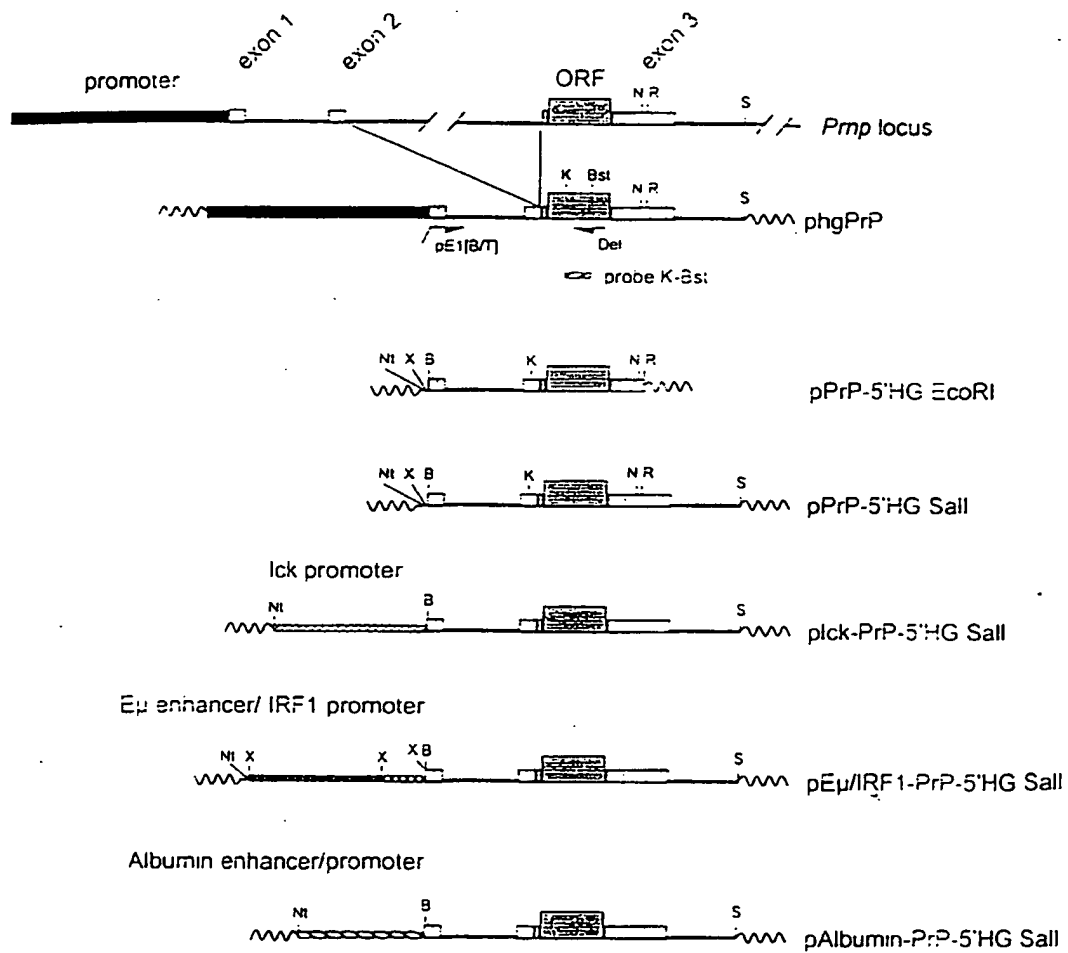 exon 1
exon 2
exon 3
promoter
ORF
N R
S
Prnp locus
K
Bst
N R
S
phgPrP
pE1[B/T]
Del
probe K-Bst
Nt X B
K
N R
pPrP-5'HG EcoRI
Nt X B
K
N R
S
pPrP-5'HG SalI
lck promoter
Nt
B
S
plck-PrP-5'HG SalI
Eµ enhancer/ IRF1 promoter
Nt X
X
X B
S
pEµ/IRF1-PrP-5'HG SalI
Albumin enhancer/promoter
Nt
B
S
pAlbumin-PrP-5'HG SalI